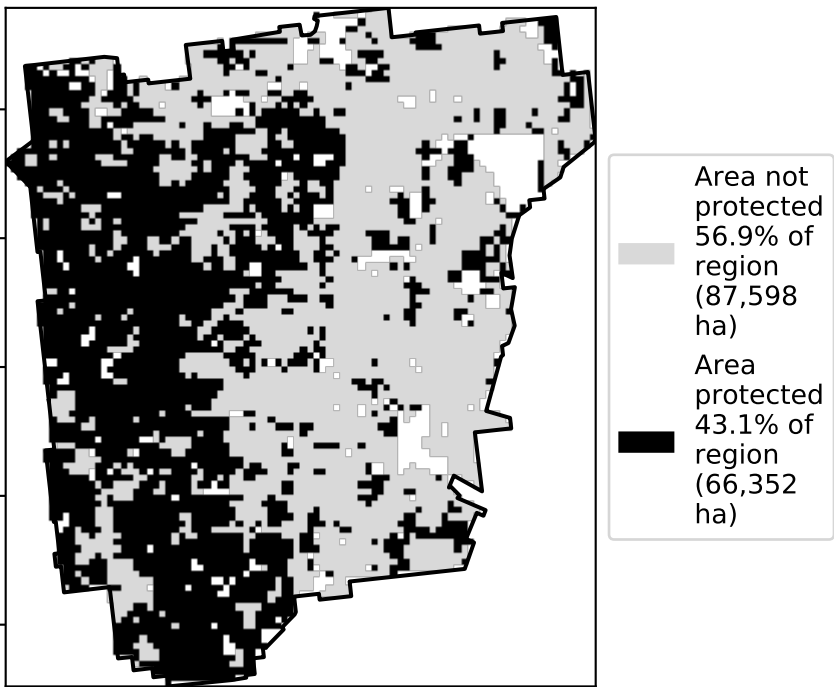 Area not
protected
56.9% of
region
(87,598
ha)
Area
protected
43.1% of
region
(66,352
ha)